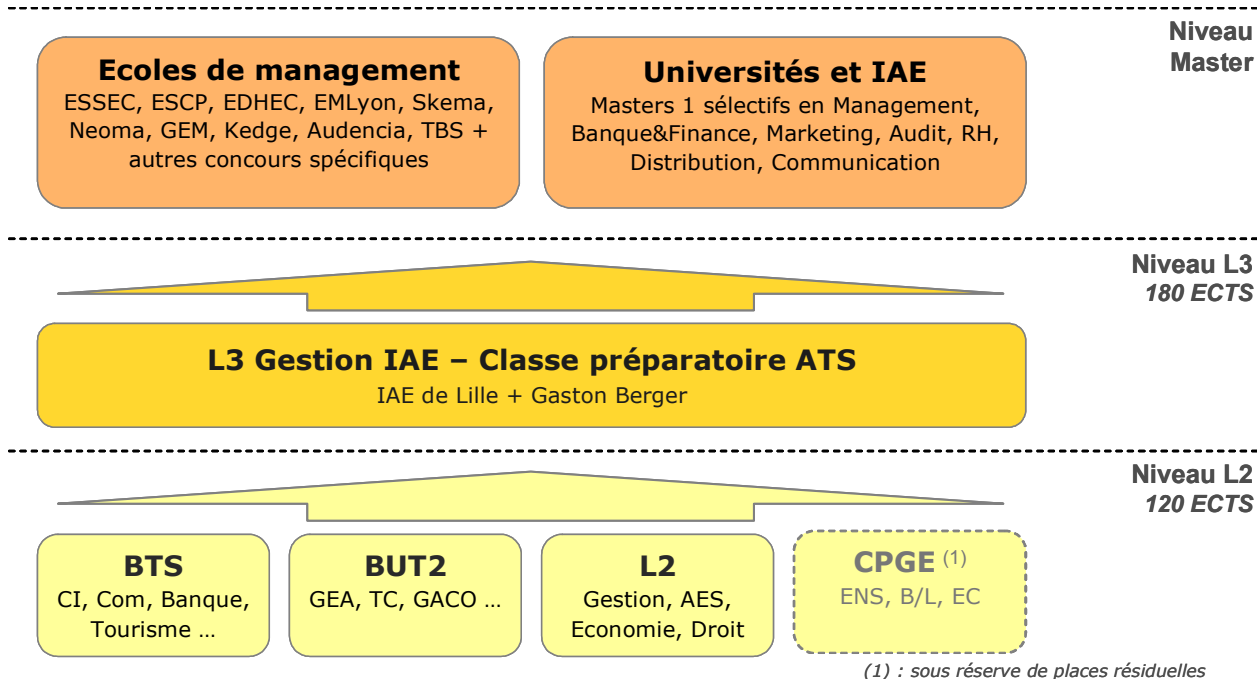 Niveau
Master
Ecoles de management
ESSEC, ESCP, EDHEC, EMLyon, Skema,
Neoma, GEM, Kedge, Audencia, TBS +
autres concours spécifiques
Universités et IAE
Masters 1 sélectifs en Management,
Banque&Finance, Marketing, Audit, RH,
Distribution, Communication
Niveau L3
180 ECTS
L3 Gestion IAE – Classe préparatoire ATS
IAE de Lille + Gaston Berger
Niveau L2
120 ECTS
BTS
CI, Com, Banque,
Tourisme …
BUT2
GEA, TC, GACO …
L2
Gestion, AES,
Economie, Droit
CPGE (1)
ENS, B/L, EC
(1) : sous réserve de places résiduelles